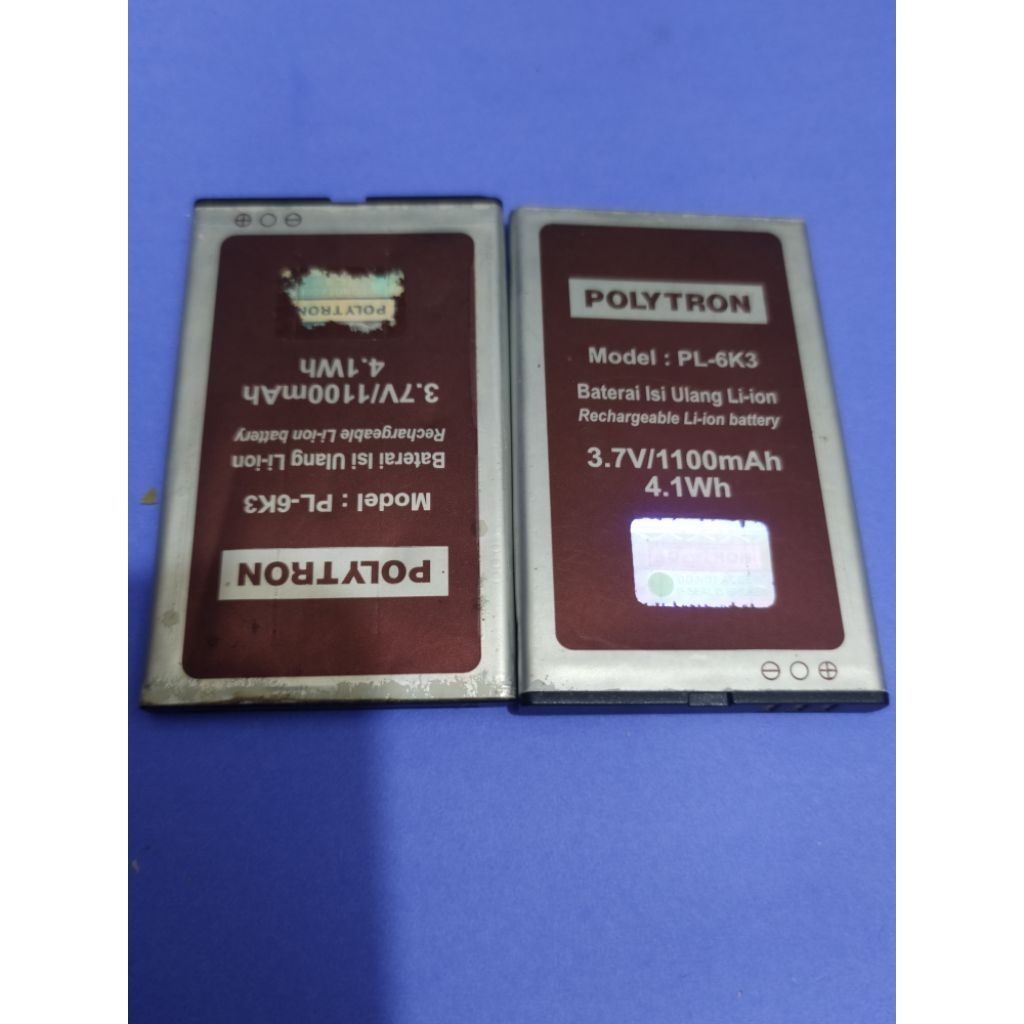 POLYTRON
Model : PL-6K3
Baterai Isi Ulang Li-ion
Rechargeable Li-ion battery
3.7V/1100mAh
4.1Wh
POLYTRON
POLYTRON
Model : PL-6K3
Baterai Isi Ulang Li-ion
Rechargeable Li-ion battery
3.7V/1100mAh
4.1Wh